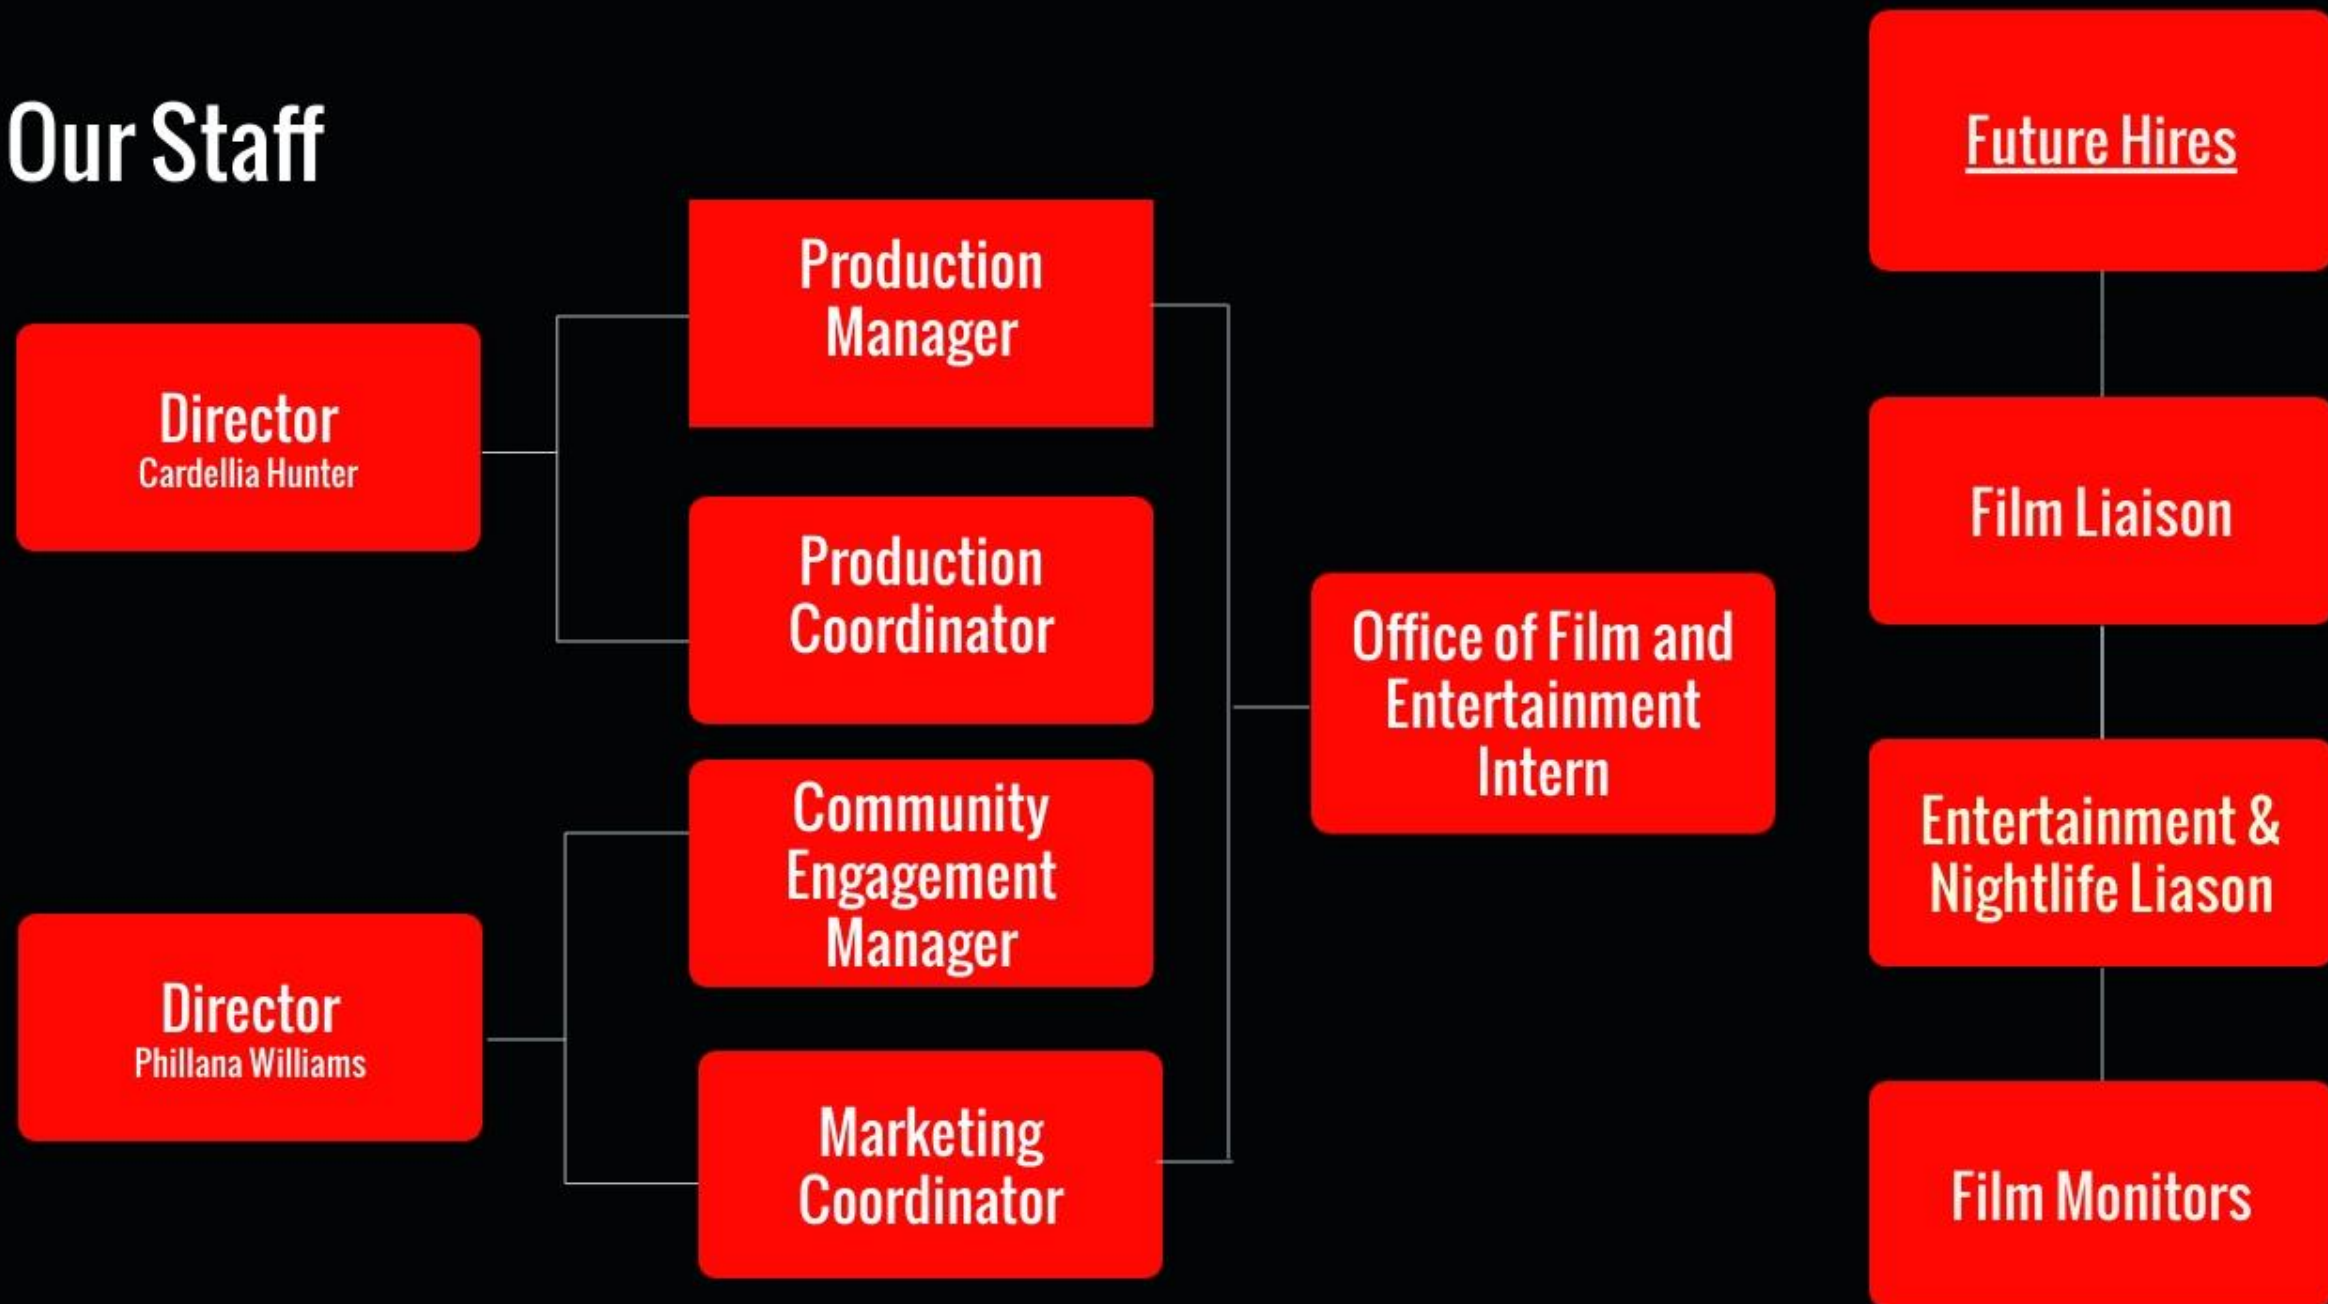 Our Staff
Director
Cardellia Hunter
Director
Phillana Williams
Production
Manager
Production
Coordinator
Community
Engagement
Manager
Marketing
Coordinator
Office of Film and
Entertainment
Intern
Future Hires
Film Liaison
Entertainment &
Nightlife Liason
Film Monitors